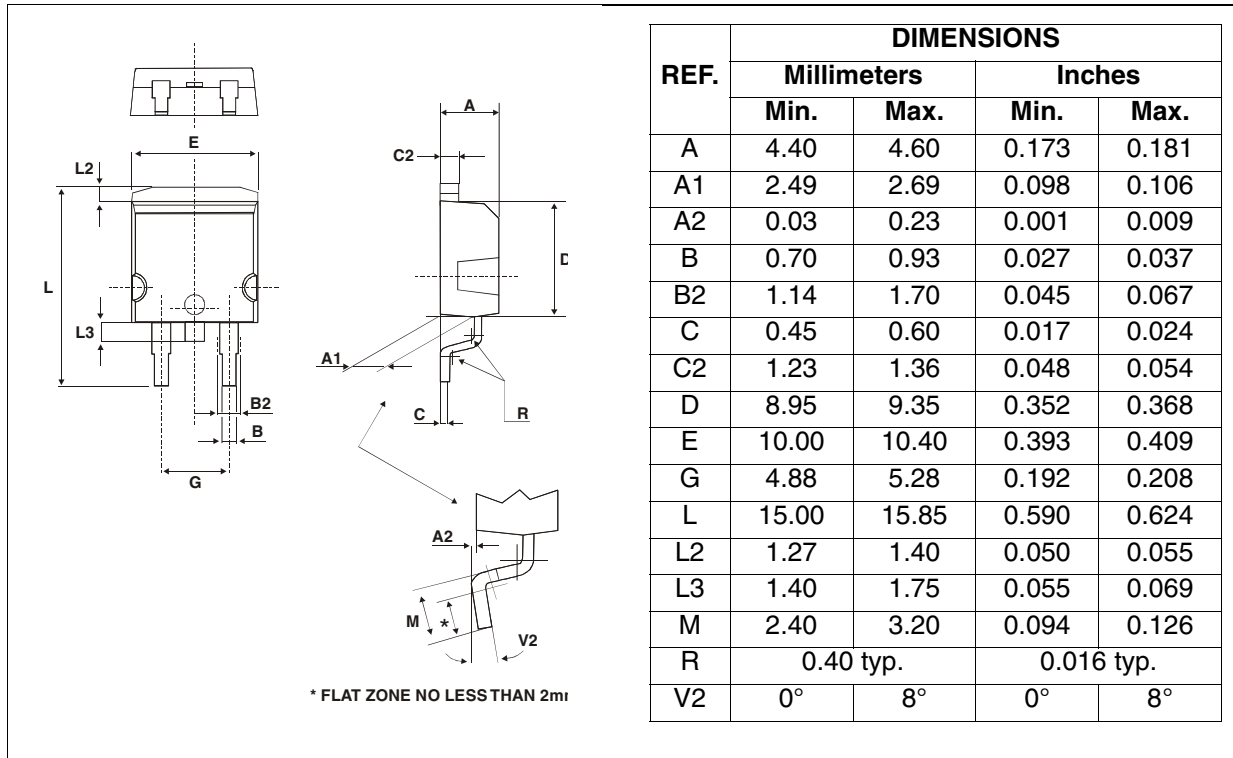 A
E
C2
L2
D
L
L3
A1
B2
C
R
B
G
A2
M
*
V2
* FLAT ZONE NO LESS THAN 2mm
REF. DIMENSIONS
Millimeters Inches
Min. Max. Min. Max.
A 4.40 4.60 0.173 0.181
A1 2.49 2.69 0.098 0.106
A2 0.03 0.23 0.001 0.009
B 0.70 0.93 0.027 0.037
B2 1.14 1.70 0.045 0.067
C 0.45 0.60 0.017 0.024
C2 1.23 1.36 0.048 0.054
D 8.95 9.35 0.352 0.368
E 10.00 10.40 0.393 0.409
G 4.88 5.28 0.192 0.208
L 15.00 15.85 0.590 0.624
L2 1.27 1.40 0.050 0.055
L3 1.40 1.75 0.055 0.069
M 2.40 3.20 0.094 0.126
R 0.40 typ. 0.016 typ.
V2 0° 8° 0° 8°